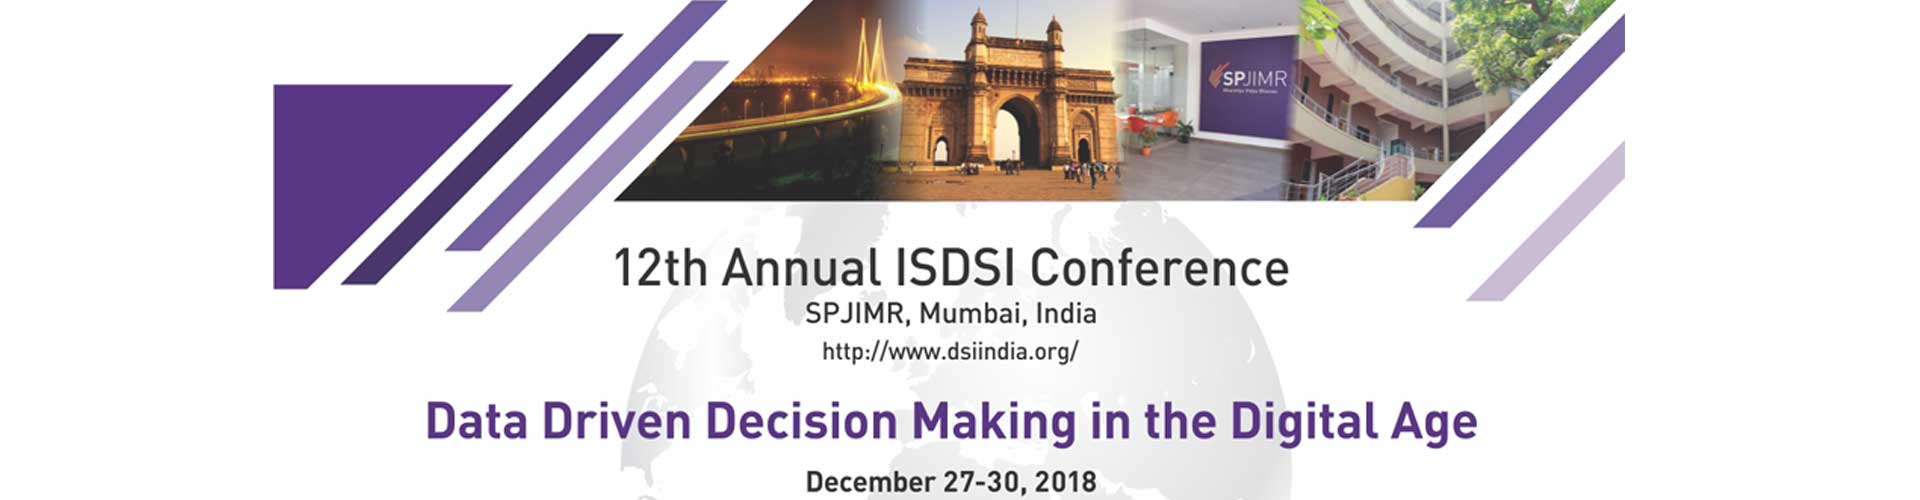 SPJIMR
Bharatiya Vidya Bhavan
12th Annual ISDSI Conference
SPJIMR, Mumbai, India
http://www.dsiindia.org/
Data Driven Decision Making in the Digital Age
December 27-30, 2018